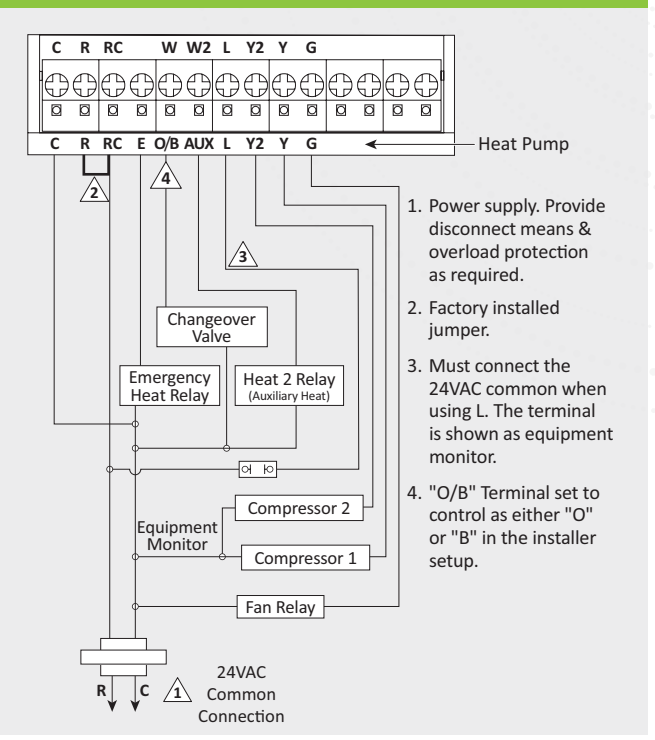 C R RC W W2 L Y2 Y G
C R RC E O/B AUX L Y2 Y G
Heat Pump
2
4
3
1. Power supply. Provide
disconnect means &
overload protection
as required.
2. Factory installed
jumper.
3. Must connect the
24VAC common when
using L. The terminal
is shown as equipment
monitor.
4. "O/B" Terminal set to
control as either "O"
or "B" in the installer
setup.
Changeover
Valve
Emergency
Heat Relay
Heat 2 Relay
(Auxiliary Heat)
Compressor 2
Equipment
Monitor
Compressor 1
Fan Relay
R C
1
24VAC
Common
Connection